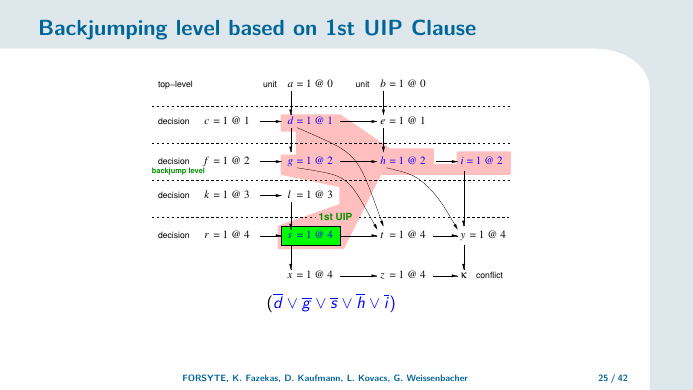 Backjumping level based on 1st UIP Clause
top–level unit a = 1 @ 0 unit b = 1 @ 0
decision c = 1 @ 1 d = 1 @ 1 e = 1 @ 1
decision f = 1 @ 2 g = 1 @ 2 h = 1 @ 2 i = 1 @ 2
backjump level
decision k = 1 @ 3 l = 1 @ 3
1st UIP
decision r = 1 @ 4 s = 1 @ 4 t = 1 @ 4 y = 1 @ 4
x = 1 @ 4 z = 1 @ 4 κ conflict
(d̅ ∨ g̅ ∨ s̅ ∨ h̅ ∨ i̅)
FORSYTE, K. Fazekas, D. Kaufmann, L. Kovacs, G. Weissenbacher 25 / 42